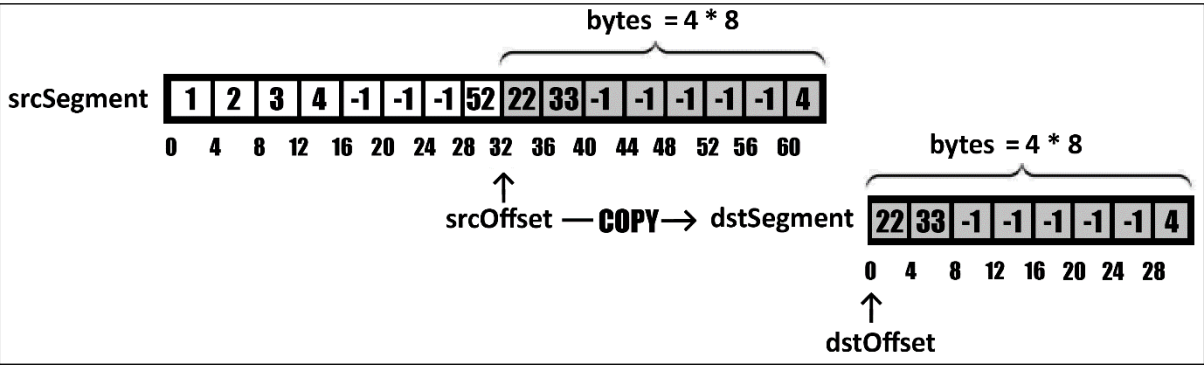 bytes = 4 * 8
srcSegment 1 2 3 4 -1 -1 -1 52 22 33 -1 -1 -1 -1 -1 4
0 4 8 12 16 20 24 28 32 36 40 44 48 52 56 60
bytes = 4 * 8
srcOffset COPY dstSegment 22 33 -1 -1 -1 -1 -1 4
0 4 8 12 16 20 24 28
dstOffset